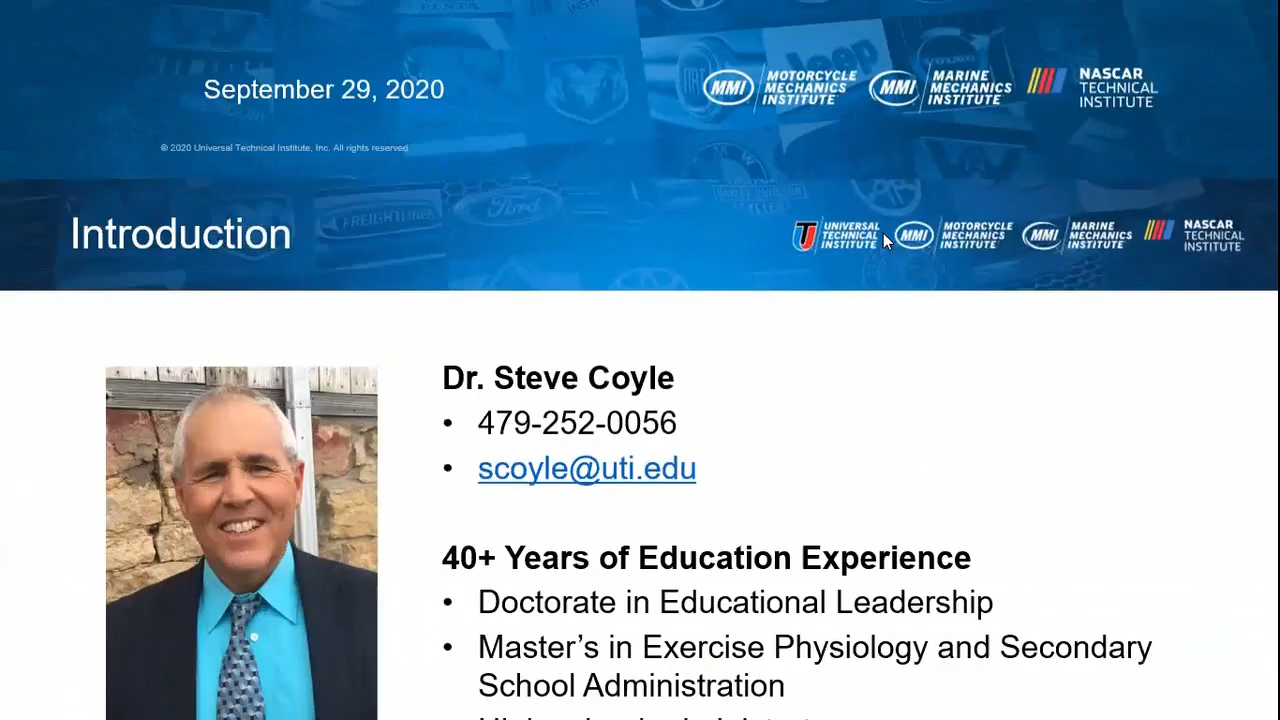 September 29, 2020
MMI MOTORCYCLE MECHANICS INSTITUTE
MMI MARINE MECHANICS INSTITUTE
NASCAR TECHNICAL INSTITUTE
© 2020 Universal Technical Institute, Inc. All rights reserved
Jeep
FREIGHTLINER
Ford
Introduction
UNIVERSAL TECHNICAL INSTITUTE
MMI MOTORCYCLE MECHANICS INSTITUTE
MMI MARINE MECHANICS INSTITUTE
NASCAR TECHNICAL INSTITUTE
Dr. Steve Coyle
• 479-252-0056
• scoyle@uti.edu
40+ Years of Education Experience
• Doctorate in Educational Leadership
• Master's in Exercise Physiology and Secondary
School Administration